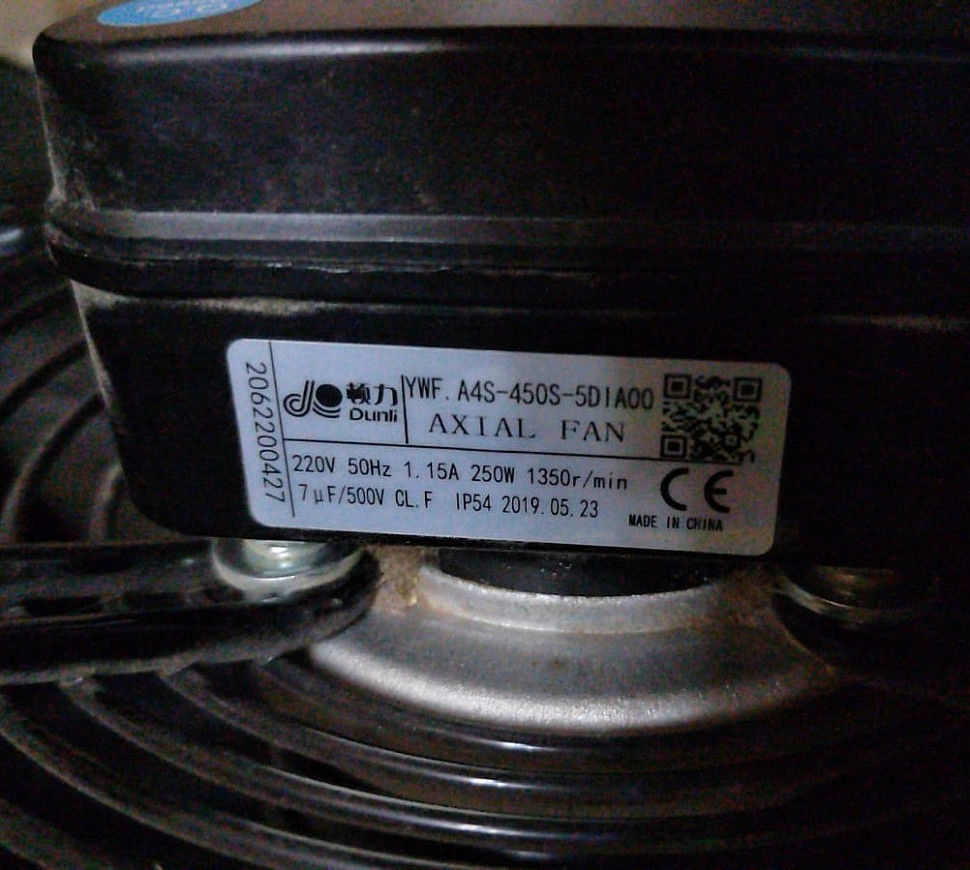 2062200427
顿力
Dunli
YWF. A4S-450S-5DIA00
AXIAL FAN
220V 50Hz 1.15A 250W 1350r/min
7μF/500V CL.F IP54 2019.05.23
CE
MADE IN CHINA